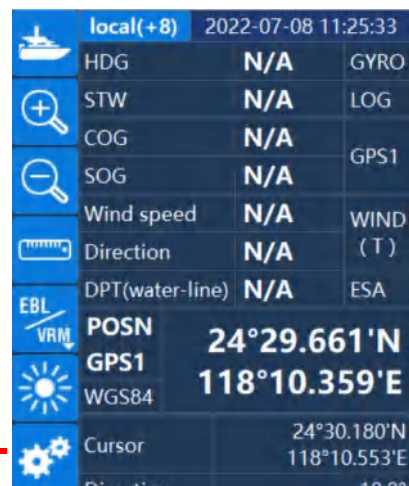 local(+8) 2022-07-08 11:25:33
HDG N/A GYRO
STW N/A LOG
COG N/A
GPS1
SOG N/A
Wind speed N/A WIND
Direction N/A (T)
DPT(water-line) N/A ESA
EBL
VRM
POSN 24°29.661'N
GPS1 118°10.359'E
WGS84
Cursor 24°30.180'N
118°10.553'E